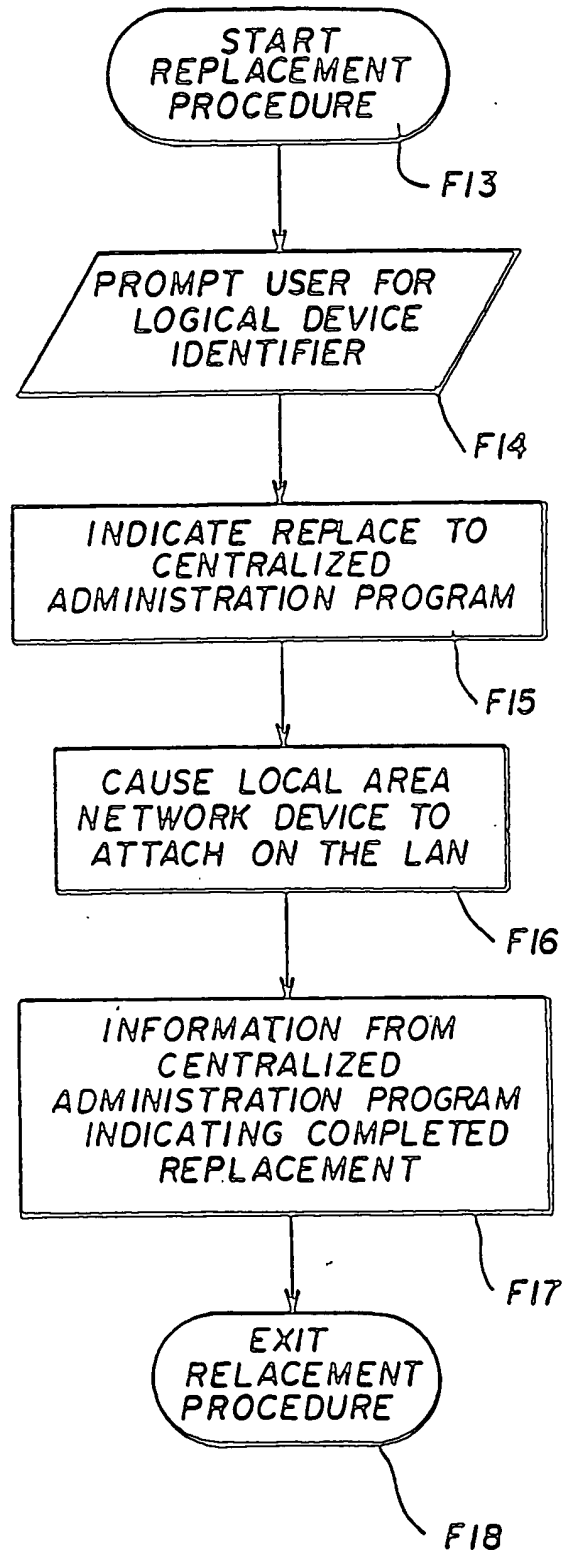 START
REPLACEMENT
PROCEDURE
F13
PROMPT USER FOR
LOGICAL DEVICE
IDENTIFIER
F14
INDICATE REPLACE TO
CENTRALIZED
ADMINISTRATION PROGRAM
F15
CAUSE LOCAL AREA
NETWORK DEVICE TO
ATTACH ON THE LAN
F16
INFORMATION FROM
CENTRALIZED
ADMINISTRATION PROGRAM
INDICATING COMPLETED
REPLACEMENT
F17
EXIT
RELACEMENT
PROCEDURE
F18